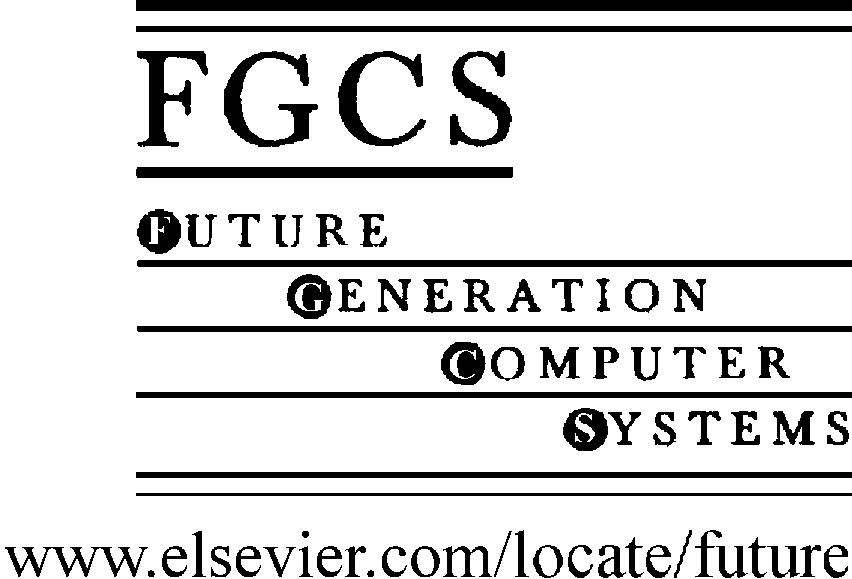 FGCS
FUTURE
GENERATION
COMPUTER
SYSTEMS
www.elsevier.com/locate/future